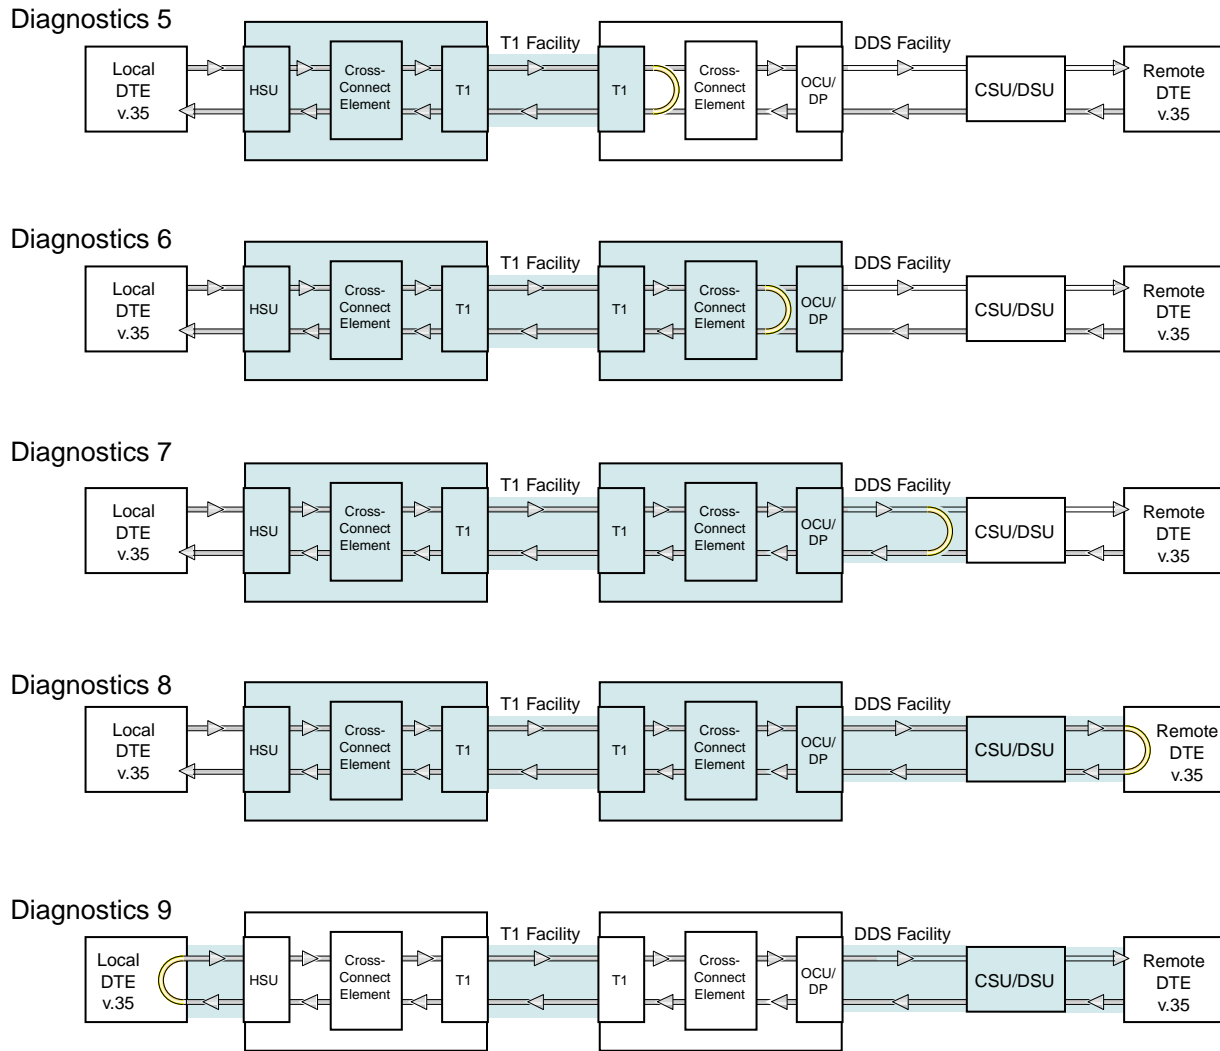 Diagnostics 5
T1 Facility
DDS Facility
Local
DTE
v.35
HSU
Cross-
Connect
Element
T1
T1
Cross-
Connect
Element
OCU/
DP
CSU/DSU
Remote
DTE
v.35
Diagnostics 6
T1 Facility
DDS Facility
Local
DTE
v.35
HSU
Cross-
Connect
Element
T1
T1
Cross-
Connect
Element
OCU/
DP
CSU/DSU
Remote
DTE
v.35
Diagnostics 7
T1 Facility
DDS Facility
Local
DTE
v.35
HSU
Cross-
Connect
Element
T1
T1
Cross-
Connect
Element
OCU/
DP
CSU/DSU
Remote
DTE
v.35
Diagnostics 8
T1 Facility
DDS Facility
Local
DTE
v.35
HSU
Cross-
Connect
Element
T1
T1
Cross-
Connect
Element
OCU/
DP
CSU/DSU
Remote
DTE
v.35
Diagnostics 9
T1 Facility
DDS Facility
Local
DTE
v.35
HSU
Cross-
Connect
Element
T1
T1
Cross-
Connect
Element
OCU/
DP
CSU/DSU
Remote
DTE
v.35